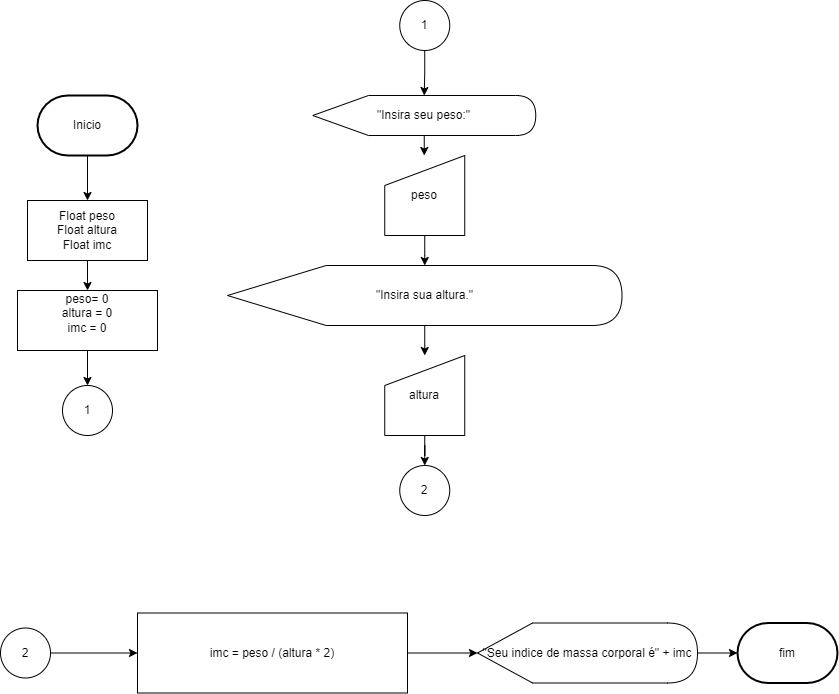 Inicio
Float peso
Float altura
Float imc
peso= 0
altura = 0
imc = 0
1
1
"Insira seu peso:"
peso
"Insira sua altura."
altura
2
2
imc = peso / (altura * 2)
"Seu indice de massa corporal é" + imc
fim